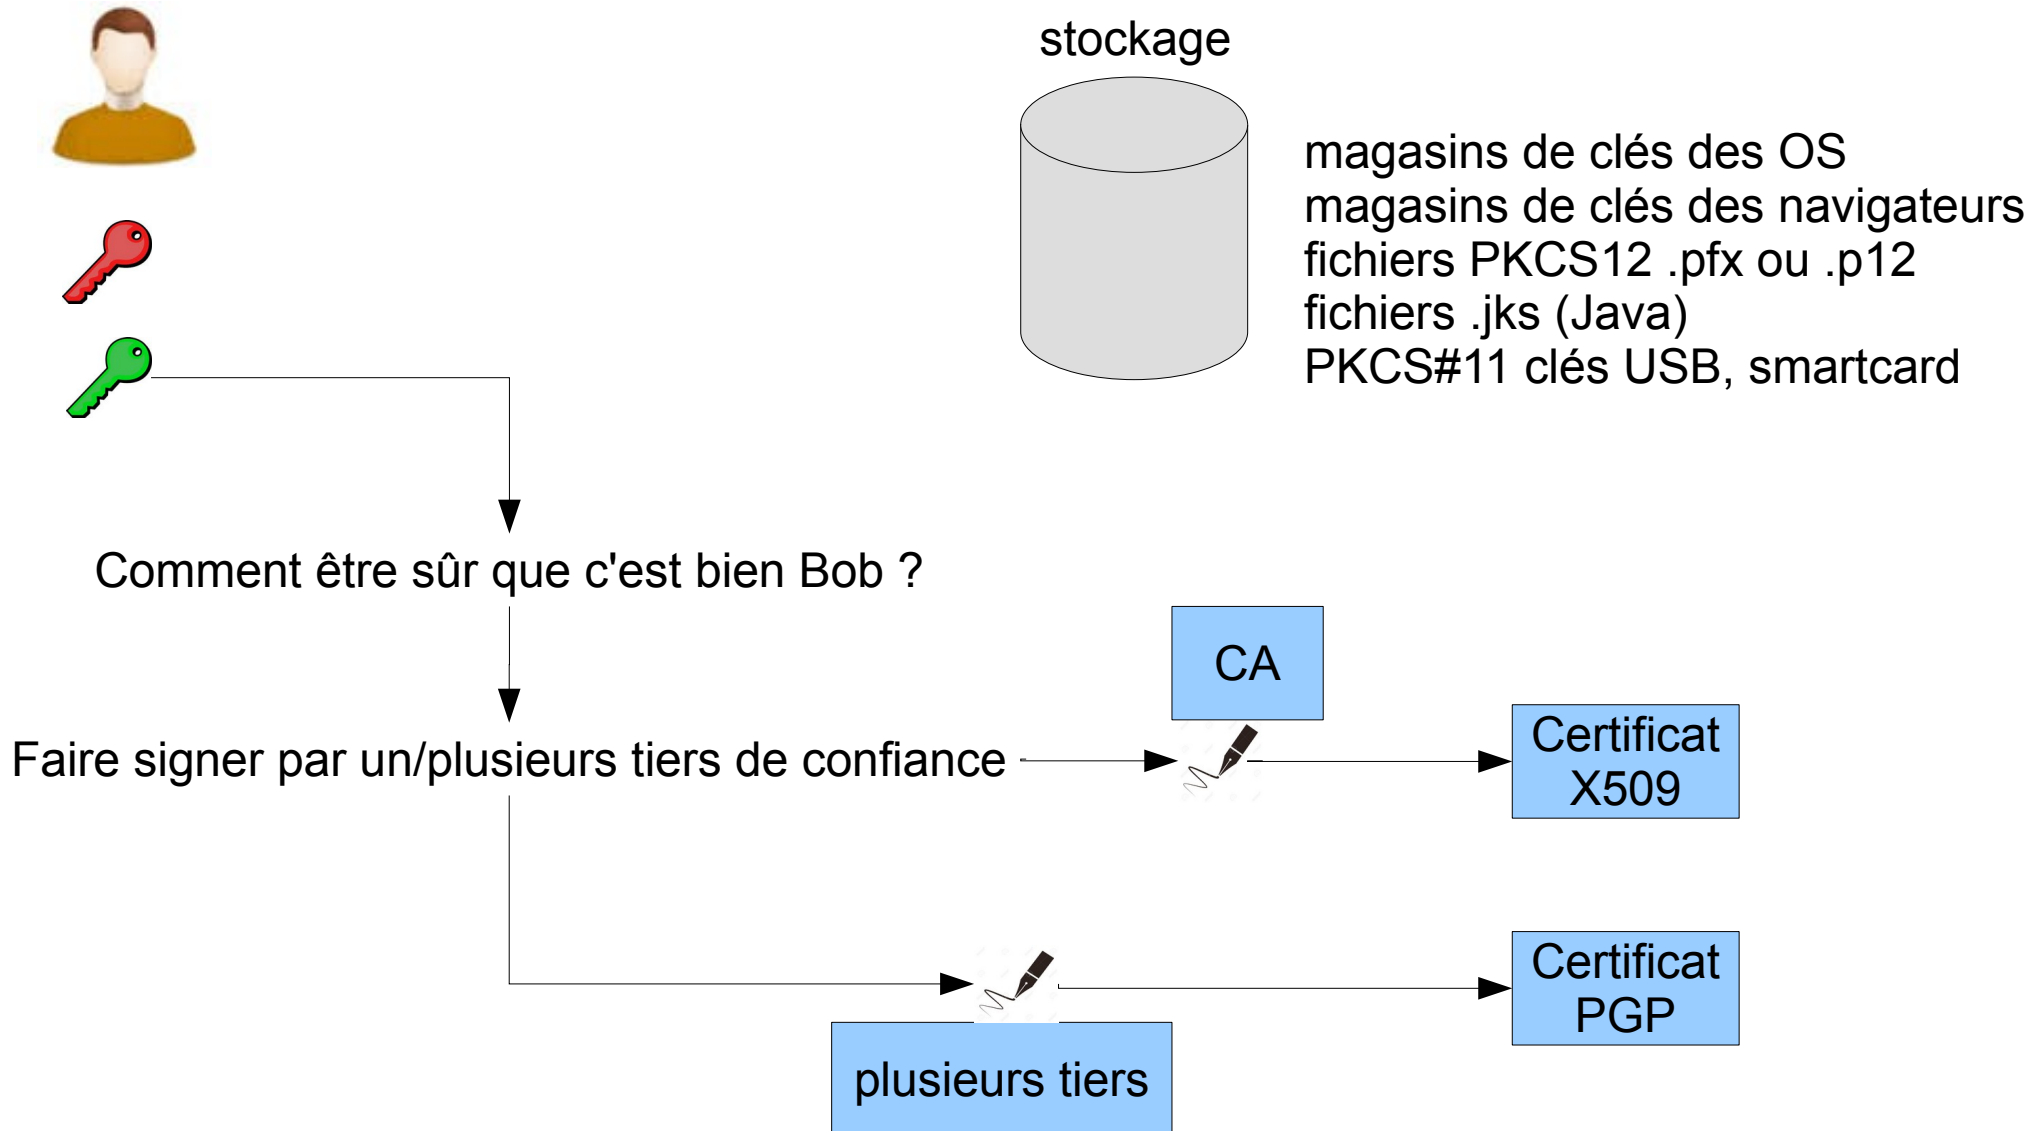 stockage
magasins de clés des OS
magasins de clés des navigateurs
fichiers PKCS12 .pfx ou .p12
fichiers .jks (Java)
PKCS#11 clés USB, smartcard
Comment être sûr que c'est bien Bob ?
CA
Faire signer par un/plusieurs tiers de confiance
Certificat
X509
Certificat
PGP
plusieurs tiers